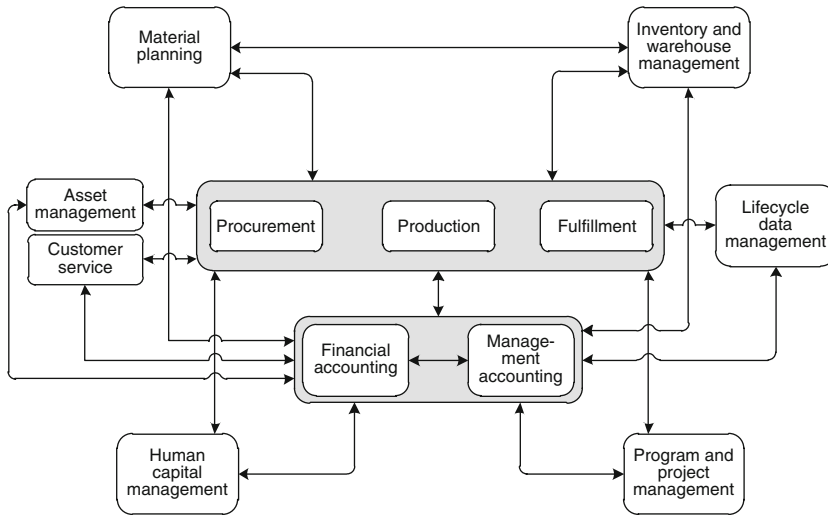 Material
planning
Inventory and
warehouse
management
Asset
management
Procurement
Production
Fulfillment
Lifecycle
data
management
Customer
service
Financial
accounting
Manage-
ment
accounting
Human
capital
management
Program and
project
management